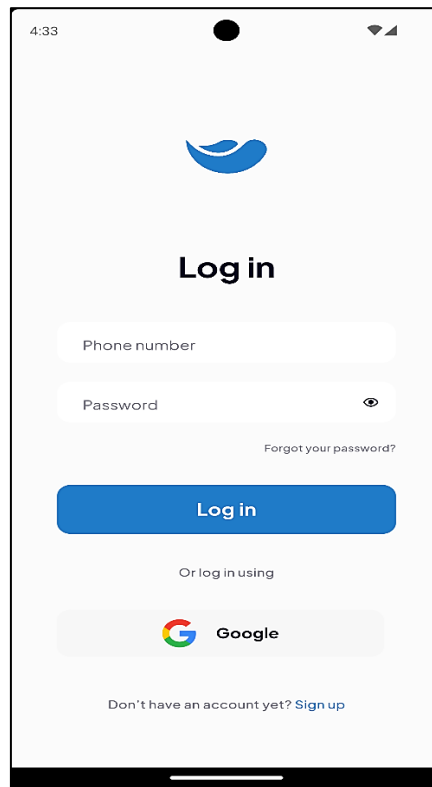 4:33
Log in
Phone number
Password
Forgot your password?
Log in
Or log in using
Google
Don't have an account yet? Sign up